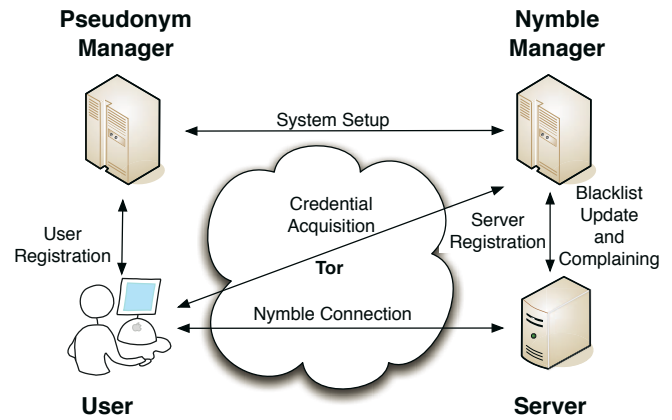 Pseudonym
Manager
Nymble
Manager
System Setup
Credential
Acquisition
User
Registration
Server
Registration
Blacklist
Update
and
Complaining
Tor
Nymble Connection
User
Server